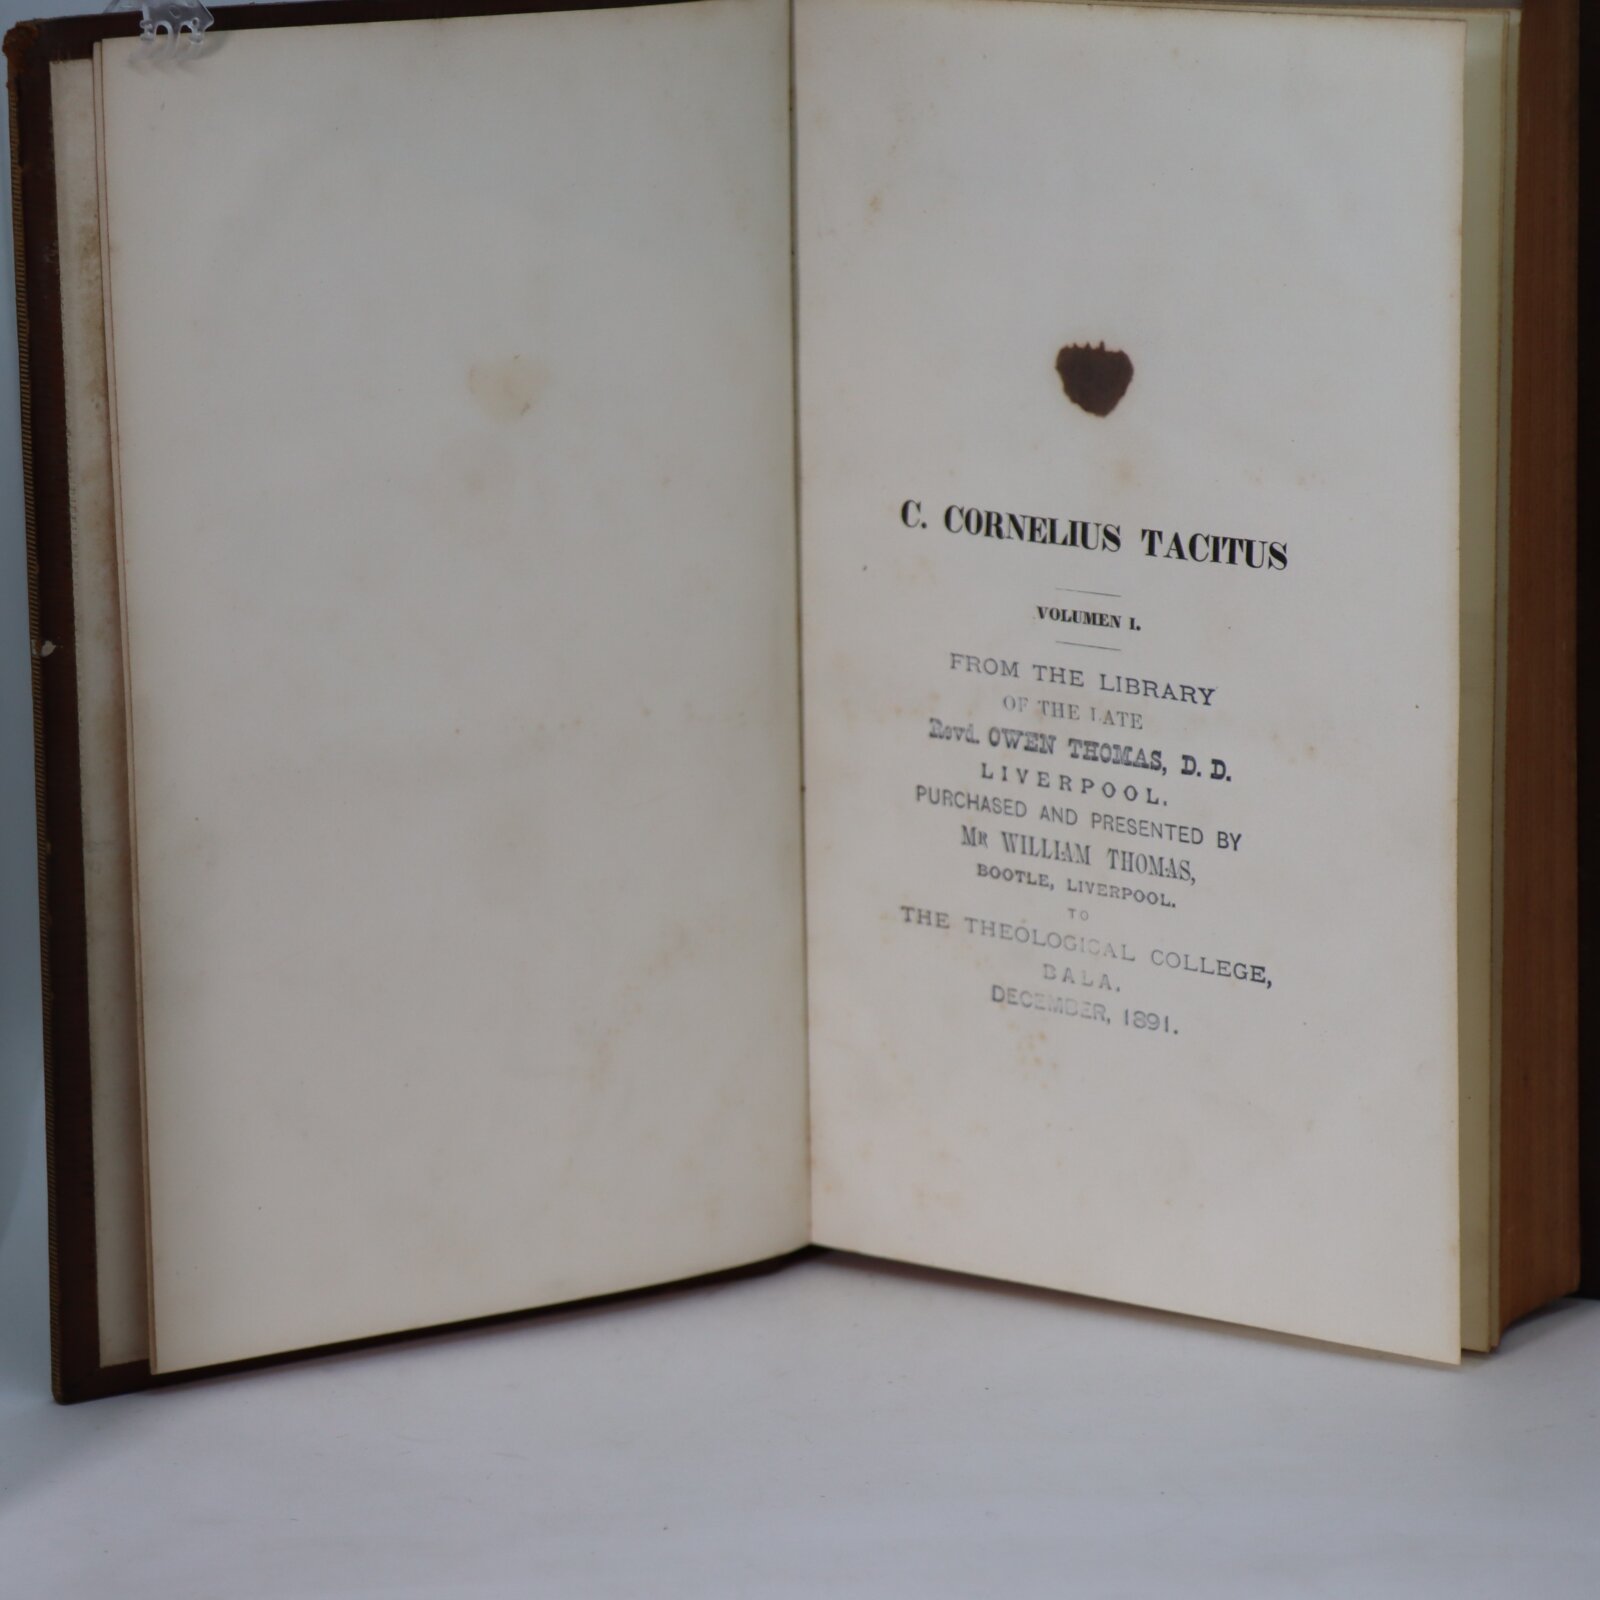 C. CORNELIUS TACITUS
VOLUMEN I.
FROM THE LIBRARY
OF THE LATE
Revd. OWEN THOMAS, D. D.
LIVERPOOL.
PURCHASED AND PRESENTED BY
MR WILLIAM THOMAS,
BOOTLE, LIVERPOOL.
TO
THE THEOLOGICAL COLLEGE,
BALA.
DECEMBER, 1891.